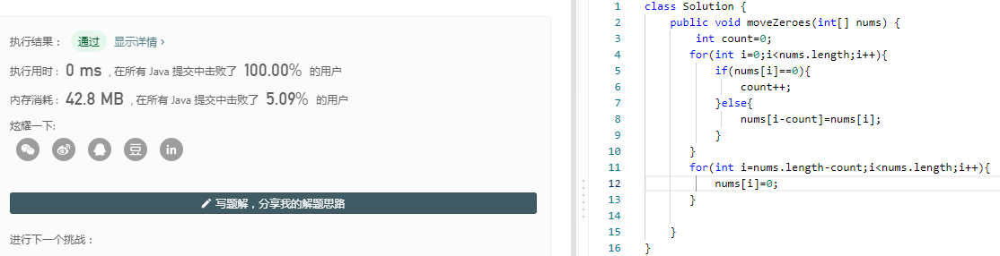 执行结果： 通过 显示详情 ›
执行用时： 0 ms , 在所有 Java 提交中击败了 100.00% 的用户
内存消耗： 42.8 MB , 在所有 Java 提交中击败了 5.09% 的用户
炫耀一下:
豆 in
写题解，分享我的解题思路
进行下一个挑战：
1 class Solution {
2 public void moveZeroes(int[] nums) {
3 int count=0;
4 for(int i=0;i<nums.length;i++){
5 if(nums[i]==0){
6 count++;
7 }else{
8 nums[i-count]=nums[i];
9 }
10 }
11 for(int i=nums.length-count;i<nums.length;i++){
12 nums[i]=0;
13 }
14
15 }
16 }